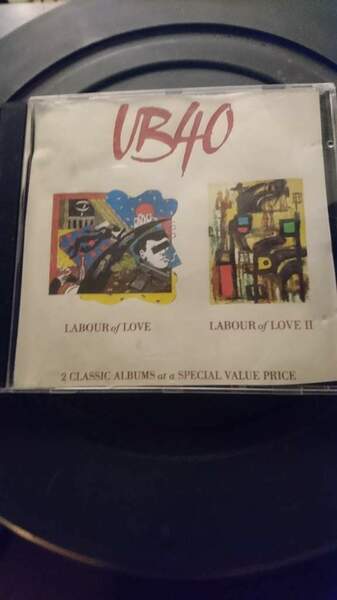 UB40
LABOUR of LOVE
LABOUR of LOVE II
2 CLASSIC ALBUMS at a SPECIAL VALUE PRICE